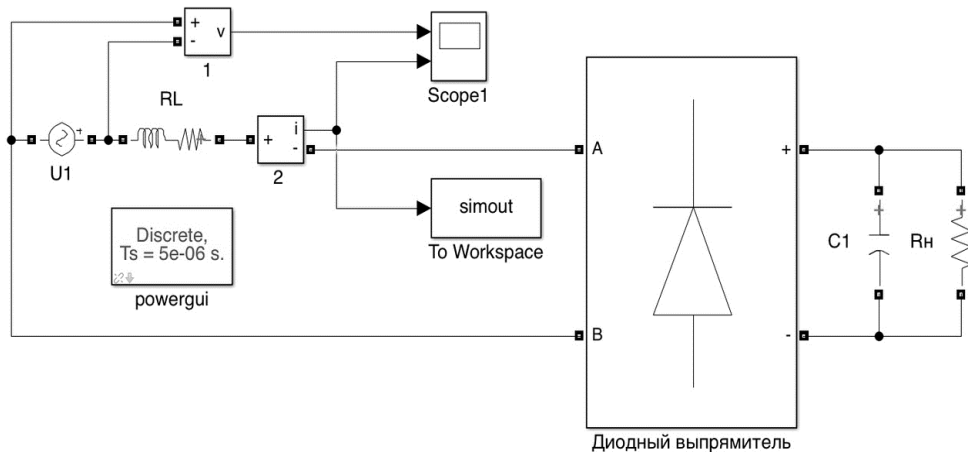 +
-
v
1
RL
Scope1
+
U1
+
i
-
2
A
+
simout
To Workspace
Discrete,
Ts = 5e-06 s.
powergui
+
C1
+
Rн
B
-
Диодный выпрямитель